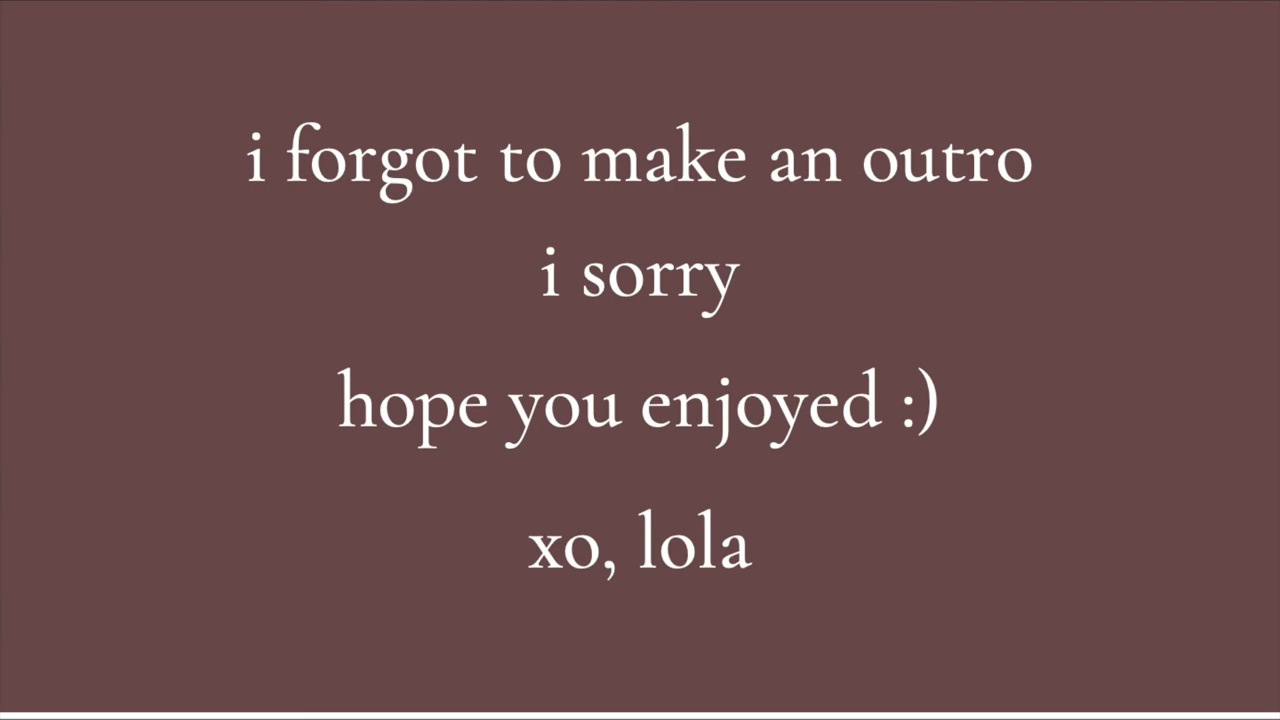 i forgot to make an outro
i sorry
hope you enjoyed :)
xo, lola